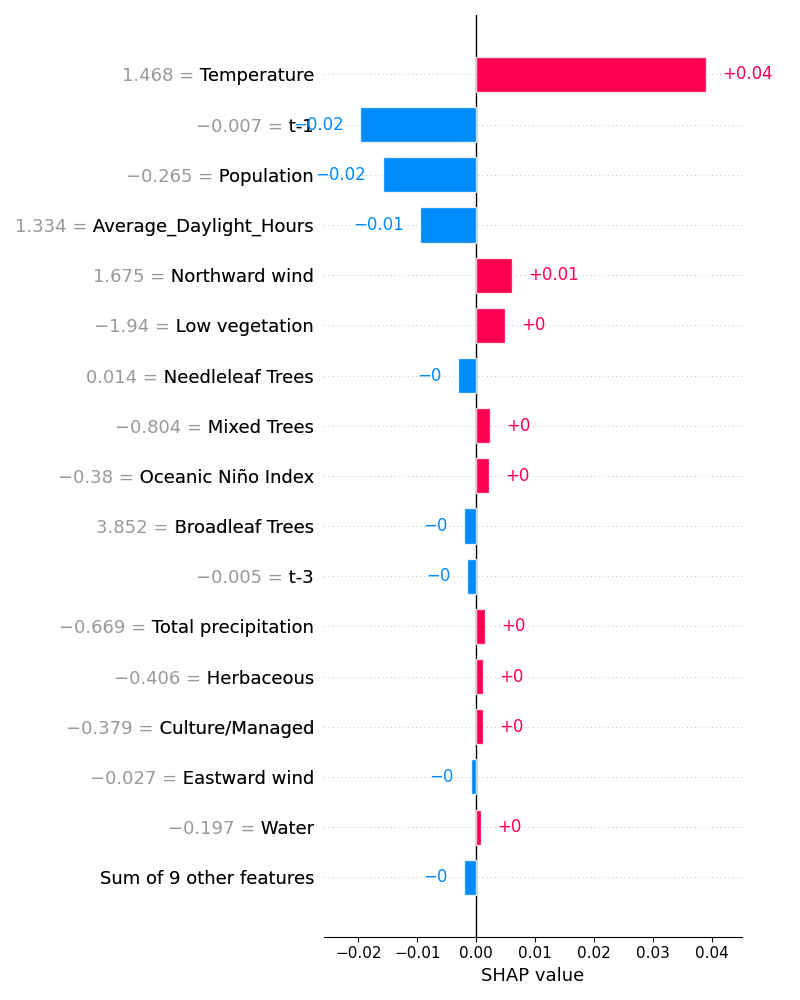 1.468 = Temperature +0.04
−0.007 = t-1 −0.02
−0.265 = Population −0.02
1.334 = Average_Daylight_Hours −0.01
1.675 = Northward wind +0.01
−1.94 = Low vegetation +0
0.014 = Needleleaf Trees −0
−0.804 = Mixed Trees +0
−0.38 = Oceanic Niño Index +0
3.852 = Broadleaf Trees −0
−0.005 = t-3 −0
−0.669 = Total precipitation +0
−0.406 = Herbaceous +0
−0.379 = Culture/Managed +0
−0.027 = Eastward wind −0
−0.197 = Water +0
Sum of 9 other features −0
−0.02 −0.01 0.00 0.01 0.02 0.03 0.04
SHAP value